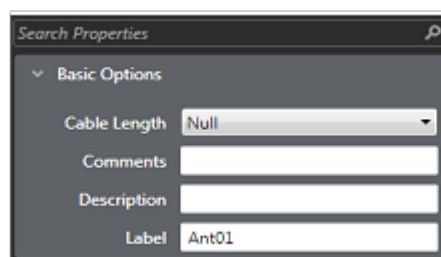 Search Properties
Basic Options
Cable Length Null
Comments
Description
Label Ant01